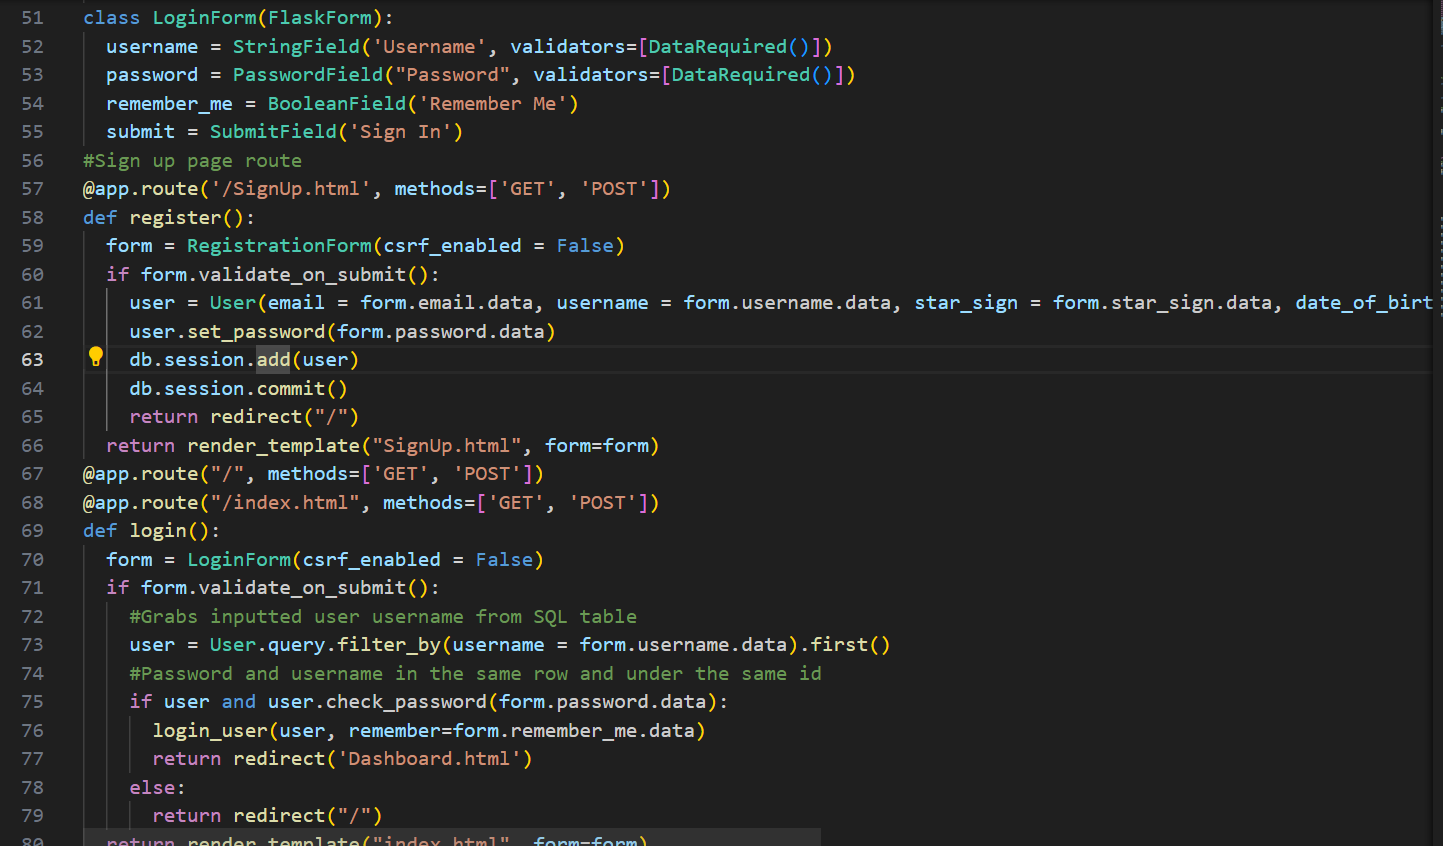 51 class LoginForm(FlaskForm):
52 username = StringField('Username', validators=[DataRequired()])
53 password = PasswordField("Password", validators=[DataRequired()])
54 remember_me = BooleanField('Remember Me')
55 submit = SubmitField('Sign In')
56 #Sign up page route
57 @app.route('/SignUp.html', methods=['GET', 'POST'])
58 def register():
59 form = RegistrationForm(csrf_enabled = False)
60 if form.validate_on_submit():
61 user = User(email = form.email.data, username = form.username.data, star_sign = form.star_sign.data, date_of_birt
62 user.set_password(form.password.data)
63 db.session.add(user)
64 db.session.commit()
65 return redirect("/")
66 return render_template("SignUp.html", form=form)
67 @app.route("/", methods=['GET', 'POST'])
68 @app.route("/index.html", methods=['GET', 'POST'])
69 def login():
70 form = LoginForm(csrf_enabled = False)
71 if form.validate_on_submit():
72 #Grabs inputted user username from SQL table
73 user = User.query.filter_by(username = form.username.data).first()
74 #Password and username in the same row and under the same id
75 if user and user.check_password(form.password.data):
76 login_user(user, remember=form.remember_me.data)
77 return redirect('Dashboard.html')
78 else:
79 return redirect("/")
80 return render_template("index.html", form=form)